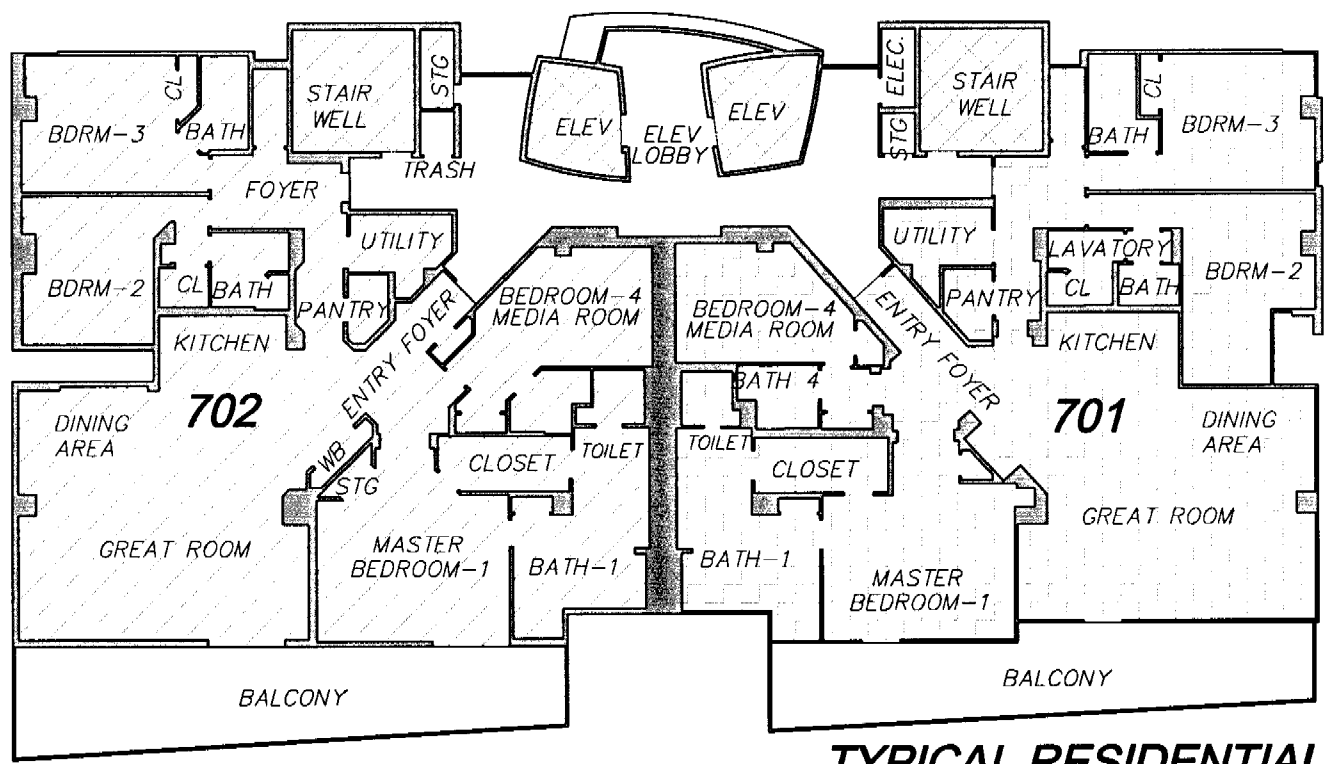 BDRM-3
CL
BATH
STAIR
WELL
STG
TRASH
FOYER
ELEV
ELEV
LOBBY
ELEV
ELEC.
STG
STAIR
WELL
BATH
CL
BDRM-3
BDRM-2
CL
BATH
UTILITY
PANTRY
KITCHEN
ENTRY FOYER
BEDROOM-4
MEDIA ROOM
BEDROOM-4
MEDIA ROOM
BATH 4
ENTRY FOYER
UTILITY
PANTRY
LAVATORY
CL
BATH
BDRM-2
KITCHEN
702
DINING
AREA
WB
STG
CLOSET
TOILET
TOILET
CLOSET
701
DINING
AREA
GREAT ROOM
MASTER
BEDROOM-1
BATH-1
BATH-1
MASTER
BEDROOM-1
GREAT ROOM
BALCONY
BALCONY
TYPICAL RESIDENTIAL